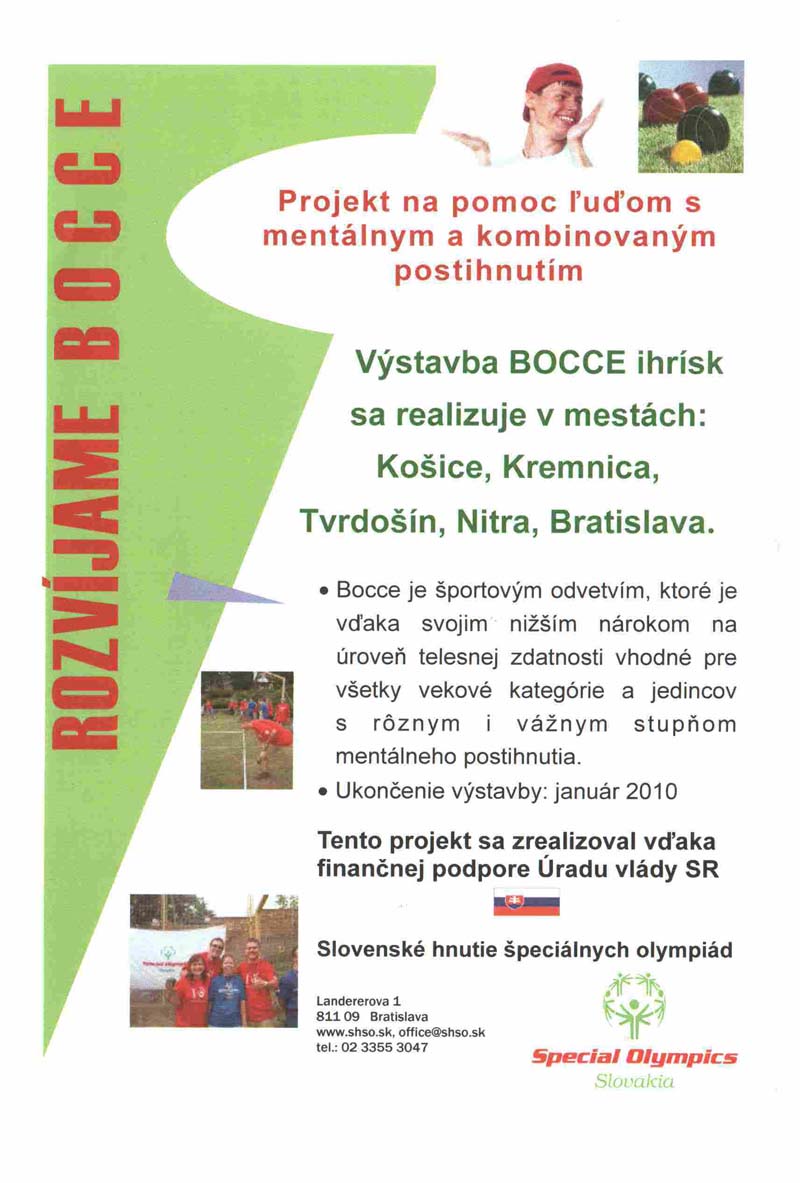 ROZVÍJAME BOCCE
Projekt na pomoc ľuďom s
mentálnym a kombinovaným
postihnutím
Výstavba BOCCE ihrísk
sa realizuje v mestách:
Košice, Kremnica,
Tvrdošín, Nitra, Bratislava.
• Bocce je športovým odvetvím, ktoré je
vďaka svojim nižším nárokom na
úroveň telesnej zdatnosti vhodné pre
všetky vekové kategórie a jedincov
s rôznym i vážnym stupňom
mentálneho postihnutia.
• Ukončenie výstavby: január 2010
Tento projekt sa zrealizoval vďaka
finančnej podpore Úradu vlády SR
Slovenské hnutie špeciálnych olympiád
Landererova 1
811 09 Bratislava
www.shso.sk, office@shso.sk
tel.: 02 3355 3047
Special Olympics
Slovakia